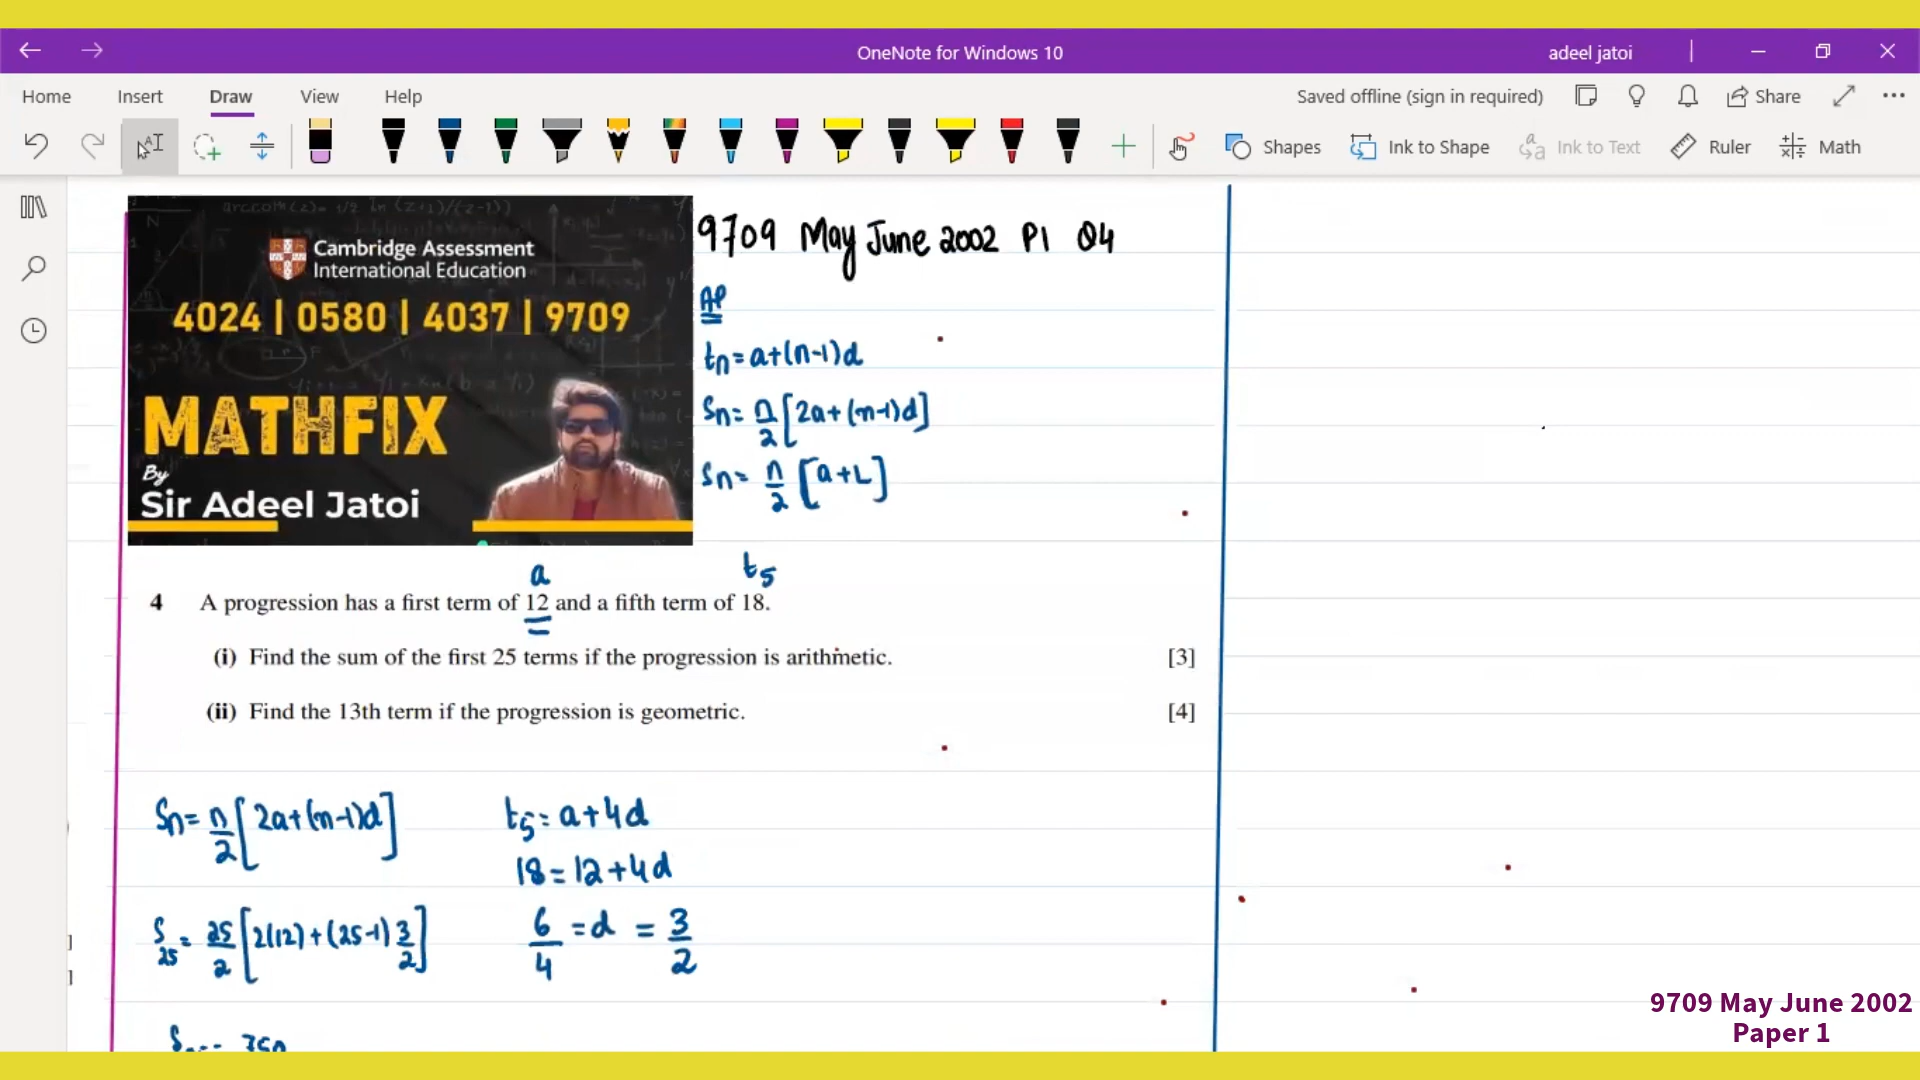 OneNote for Windows 10
adeel jatoi
Home Insert Draw View Help
Saved offline (sign in required)
Share
Shapes
Ink to Shape
Ink to Text
Ruler
Math
Cambridge Assessment
International Education
4024 | 0580 | 4037 | 9709
MATHFIX
By
Sir Adeel Jatoi
9709 May June 2002 P1 Q4
AP
tn = a+(n-1)d
Sn = n/2 [2a+(n-1)d]
Sn = n/2 [a+L]
a
t5
4 A progression has a first term of 12 and a fifth term of 18.
(i) Find the sum of the first 25 terms if the progression is arithmetic. [3]
(ii) Find the 13th term if the progression is geometric. [4]
Sn = n/2 [2a+(n-1)d]
t5 = a+4d
18 = 12+4d
S25 = 25/2 [2(12)+(25-1)3/2]
6/4 = d = 3/2
9709 May June 2002
Paper 1